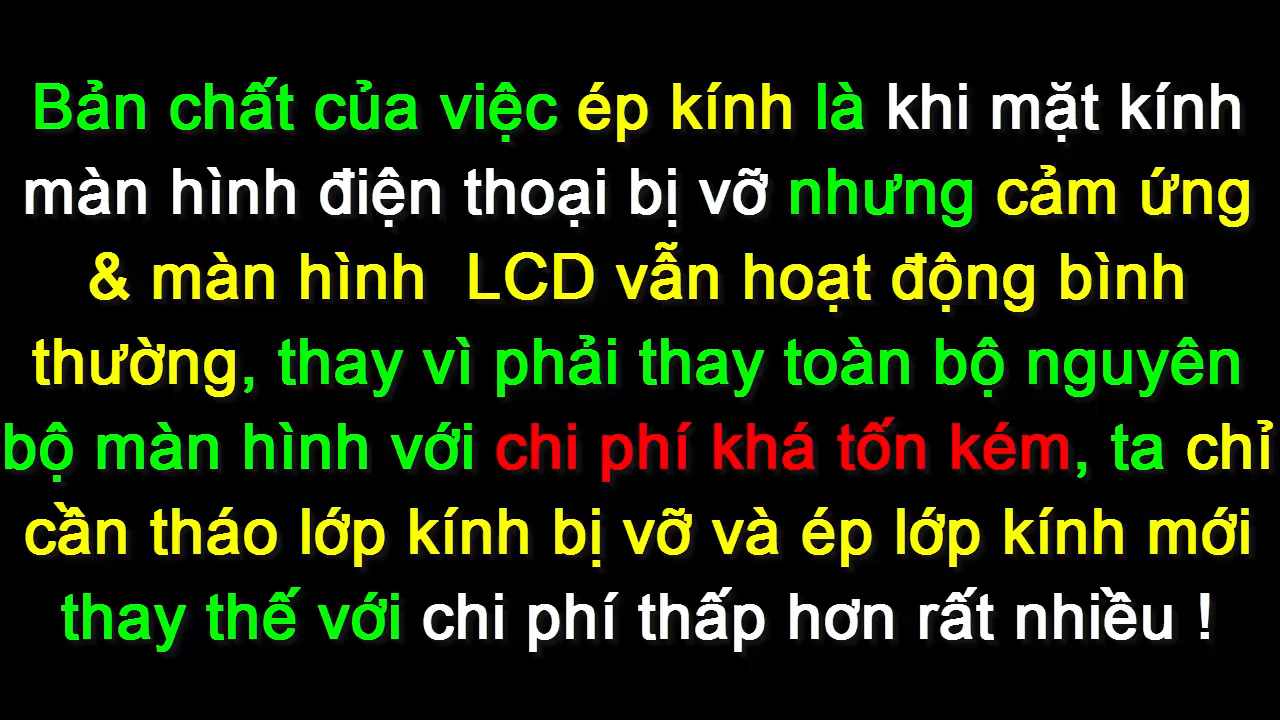 Bản chất của việc ép kính là khi mặt kính
màn hình điện thoại bị vỡ nhưng cảm ứng
& màn hình LCD vẫn hoạt động bình
thường, thay vì phải thay toàn bộ nguyên
bộ màn hình với chi phí khá tốn kém, ta chỉ
cần tháo lớp kính bị vỡ và ép lớp kính mới
thay thế với chi phí thấp hơn rất nhiều !